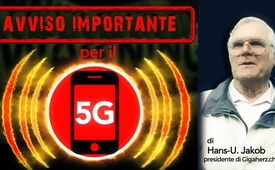 AVVISO IMPORTANTE
per il
5G
di
Hans-U. Jakob
presidente di Gigaherz.ch